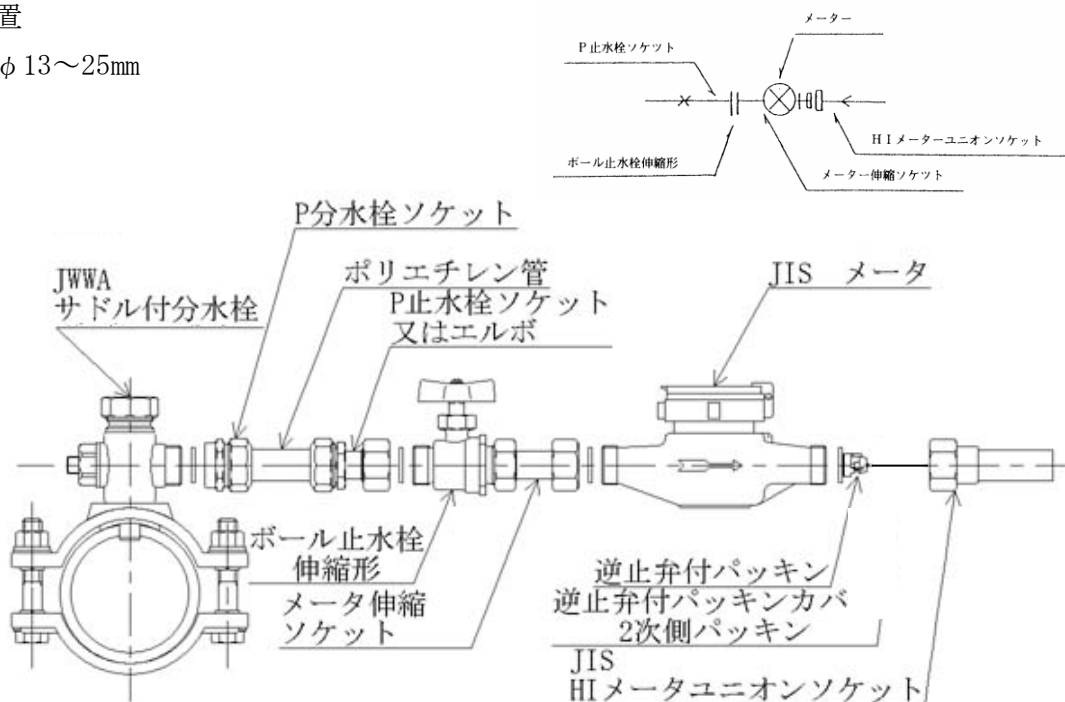 置
φ13～25mm
メーター
P止水栓ソケット
HIメーターユニオンソケット
ボール止水栓伸縮形
メーター伸縮ソケット
P分水栓ソケット
JWWA
サドル付分水栓
ポリエチレン管
P止水栓ソケット
又はエルボ
JIS メータ
ボール止水栓
伸縮形
メータ伸縮
ソケット
逆止弁付パッキン
逆止弁付パッキンカバ
2次側パッキン
JIS
HIメータユニオンソケット